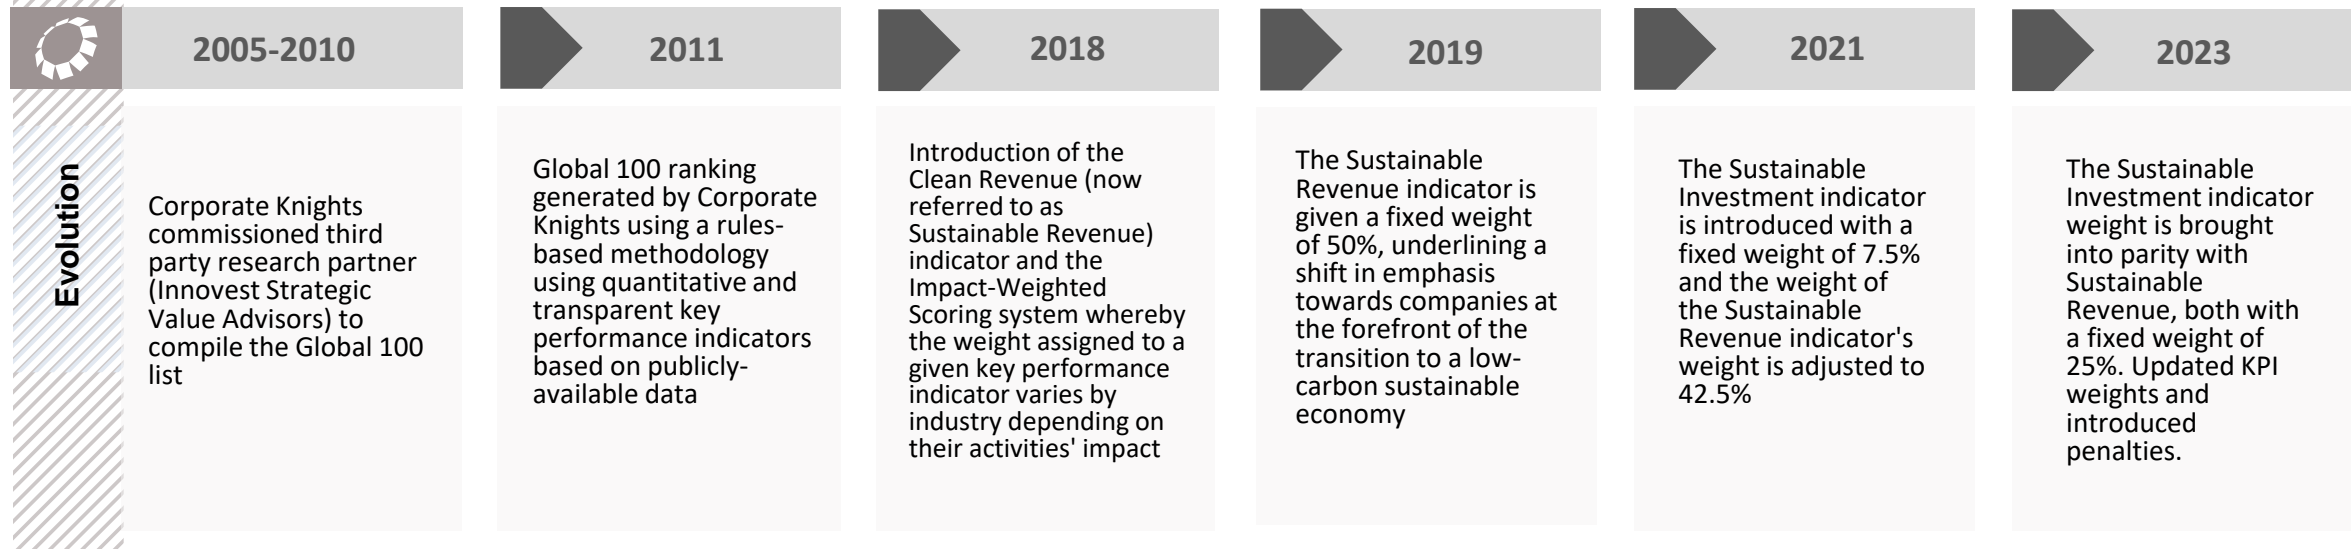 2005-2010
2011
2018
2019
2021
2023
Evolution
Corporate Knights
commissioned third
party research partner
(Innovest Strategic
Value Advisors) to
compile the Global 100
list
Global 100 ranking
generated by Corporate
Knights using a rules-
based methodology
using quantitative and
transparent key
performance indicators
based on publicly-
available data
Introduction of the
Clean Revenue (now
referred to as
Sustainable Revenue)
indicator and the
Impact-Weighted
Scoring system whereby
the weight assigned to a
given key performance
indicator varies by
industry depending on
their activities' impact
The Sustainable
Revenue indicator is
given a fixed weight
of 50%, underlining a
shift in emphasis
towards companies at
the forefront of the
transition to a low-
carbon sustainable
economy
The Sustainable
Investment indicator
is introduced with a
fixed weight of 7.5%
and the weight of
the Sustainable
Revenue indicator's
weight is adjusted to
42.5%
The Sustainable
Investment indicator
weight is brought
into parity with
Sustainable
Revenue, both with
a fixed weight of
25%. Updated KPI
weights and
introduced
penalties.